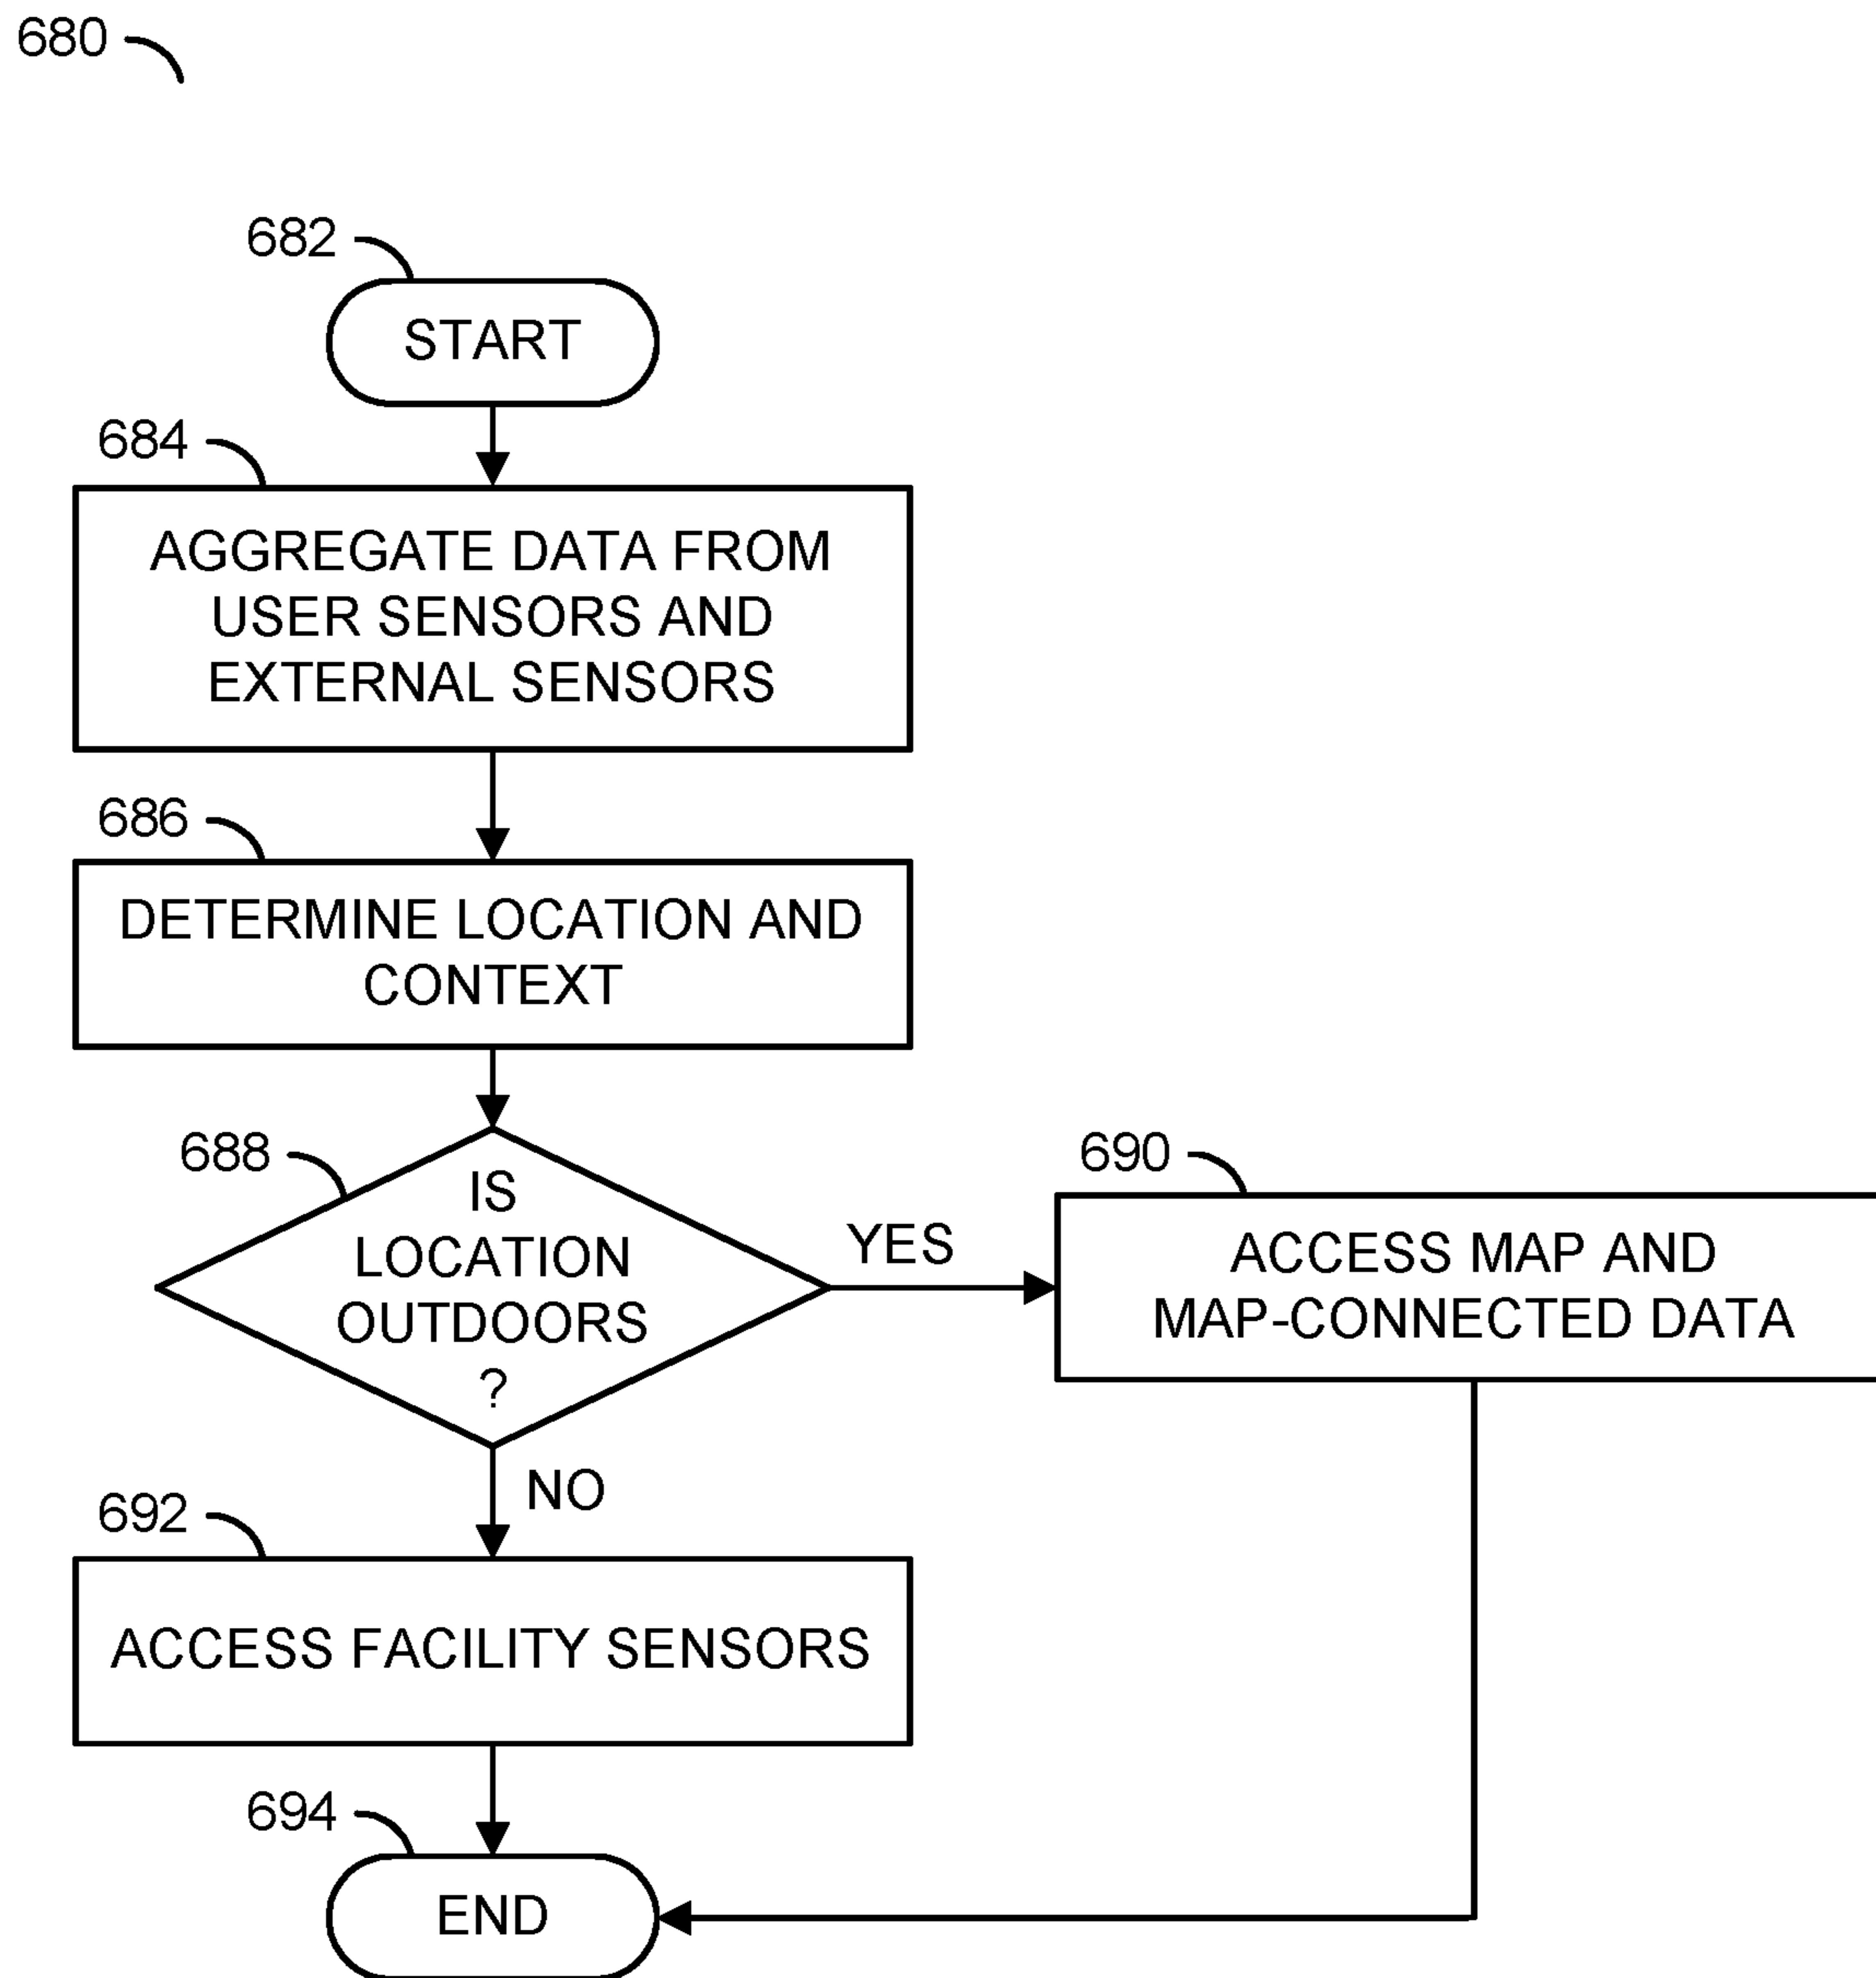 680
682
START
684
AGGREGATE DATA FROM
USER SENSORS AND
EXTERNAL SENSORS
686
DETERMINE LOCATION AND
CONTEXT
688
IS
LOCATION
OUTDOORS
?
YES
690
ACCESS MAP AND
MAP-CONNECTED DATA
NO
692
ACCESS FACILITY SENSORS
694
END